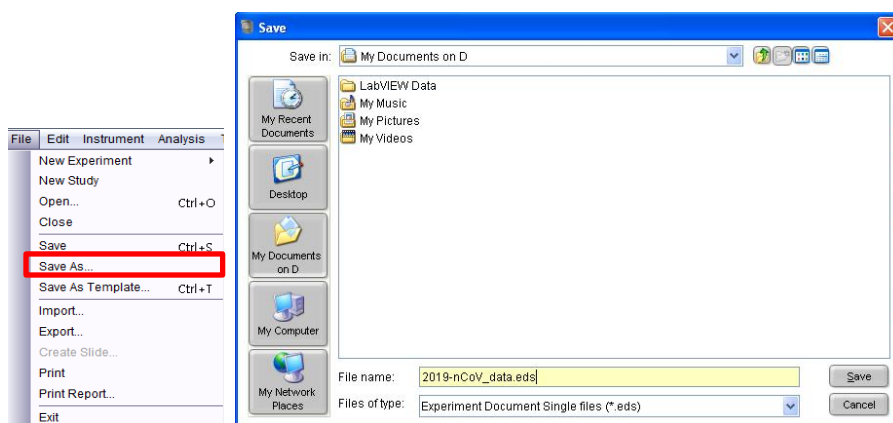 File Edit Instrument Analysis
New Experiment
New Study
Open... Ctrl+O
Close
Save Ctrl+S
Save As...
Save As Template... Ctrl+T
Import...
Export...
Create Slide...
Print
Print Report...
Exit
Save
Save in: My Documents on D
My Recent
Documents
Desktop
My Documents
on D
My Computer
My Network
Places
LabVIEW Data
My Music
My Pictures
My Videos
File name: 2019-nCoV_data.eds Save
Files of type: Experiment Document Single files (*.eds) Cancel